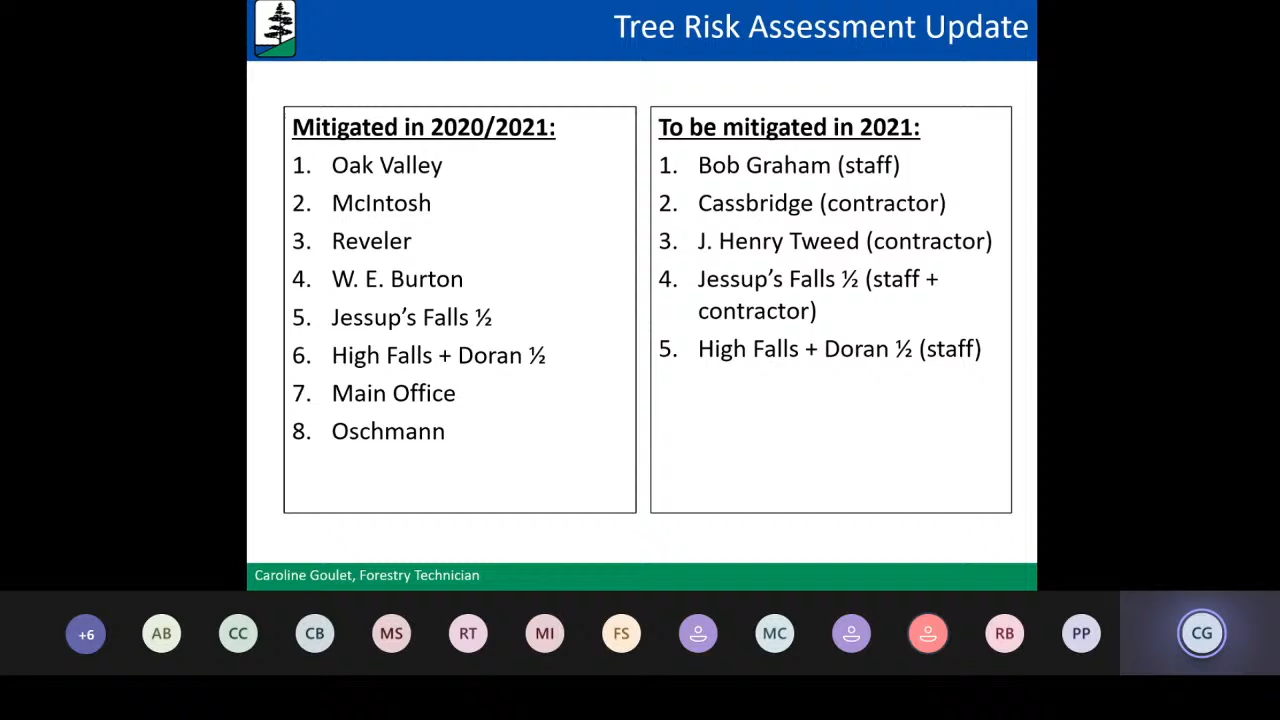 Tree Risk Assessment Update
Mitigated in 2020/2021:
1. Oak Valley
2. McIntosh
3. Reveler
4. W. E. Burton
5. Jessup’s Falls ½
6. High Falls + Doran ½
7. Main Office
8. Oschmann
To be mitigated in 2021:
1. Bob Graham (staff)
2. Cassbridge (contractor)
3. J. Henry Tweed (contractor)
4. Jessup’s Falls ½ (staff +
contractor)
5. High Falls + Doran ½ (staff)
Caroline Goulet, Forestry Technician
+6 AB CC CB MS RT MI FS MC RB PP CG